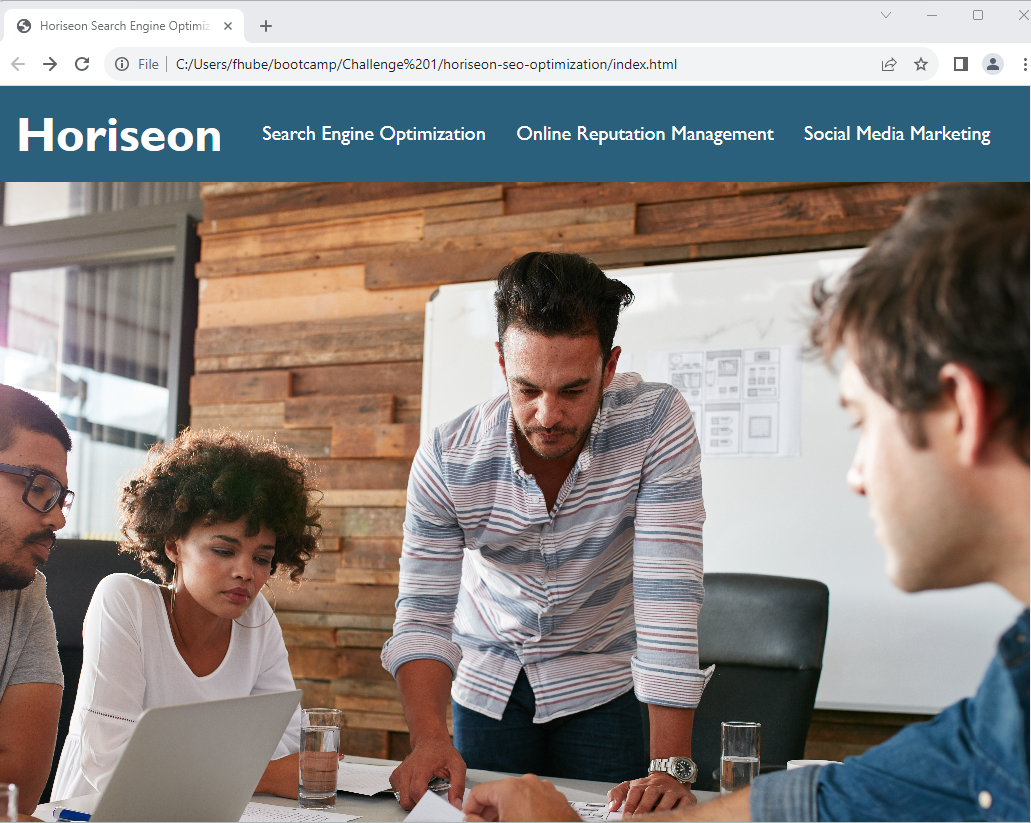 Horiseon Search Engine Optimiz
File
C:/Users/fhube/bootcamp/Challenge%201/horiseon-seo-optimization/index.html
Horiseon
Search Engine Optimization
Online Reputation Management
Social Media Marketing